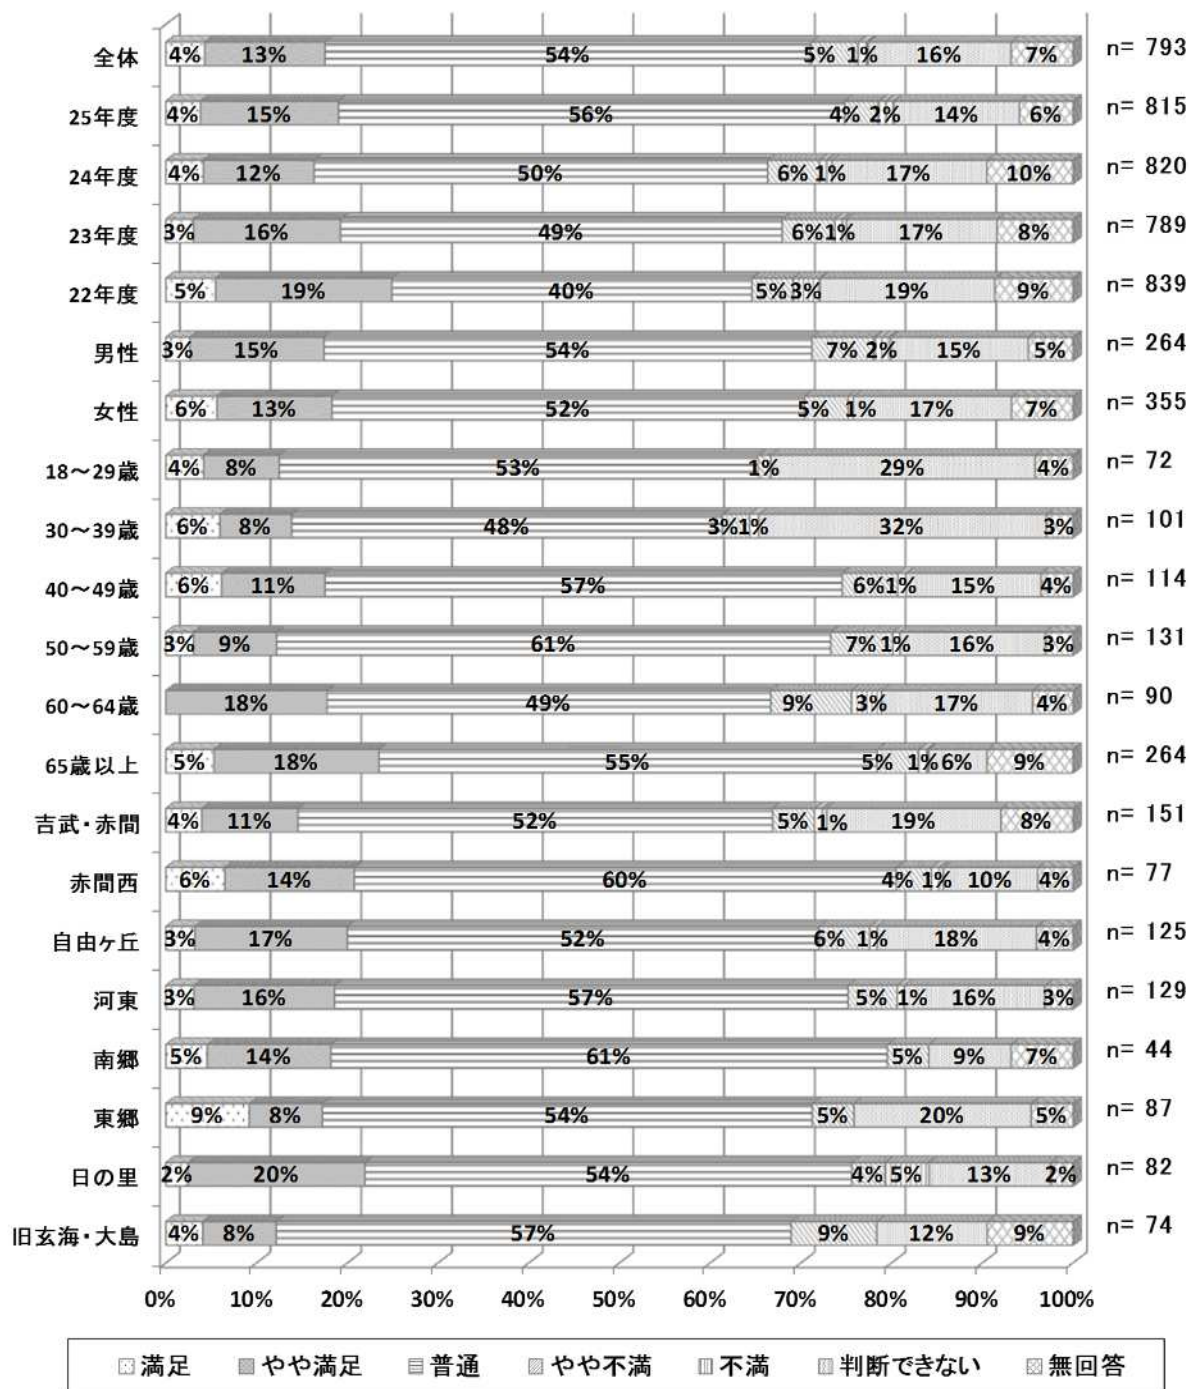 全体 4% 13% 54% 5% 1% 16% 7% n= 793
25年度 4% 15% 56% 4% 2% 14% 6% n= 815
24年度 4% 12% 50% 6% 1% 17% 10% n= 820
23年度 3% 16% 49% 6% 1% 17% 8% n= 789
22年度 5% 19% 40% 5% 3% 19% 9% n= 839
男性 3% 15% 54% 7% 2% 15% 5% n= 264
女性 6% 13% 52% 5% 1% 17% 7% n= 355
18～29歳 4% 8% 53% 1% 29% 4% n= 72
30～39歳 6% 8% 48% 3% 1% 32% 3% n= 101
40～49歳 6% 11% 57% 6% 1% 15% 4% n= 114
50～59歳 3% 9% 61% 7% 1% 16% 3% n= 131
60～64歳 18% 49% 9% 3% 17% 4% n= 90
65歳以上 5% 18% 55% 5% 1% 6% 9% n= 264
吉武・赤間 4% 11% 52% 5% 1% 19% 8% n= 151
赤間西 6% 14% 60% 4% 1% 10% 4% n= 77
自由ヶ丘 3% 17% 52% 6% 1% 18% 4% n= 125
河東 3% 16% 57% 5% 1% 16% 3% n= 129
南郷 5% 14% 61% 5% 9% 7% n= 44
東郷 9% 8% 54% 5% 20% 5% n= 87
日の里 2% 20% 54% 4% 5% 13% 2% n= 82
旧玄海・大島 4% 8% 57% 9% 12% 9% n= 74
0% 10% 20% 30% 40% 50% 60% 70% 80% 90% 100%
満足 やや満足 普通 やや不満 不満 判断できない 無回答